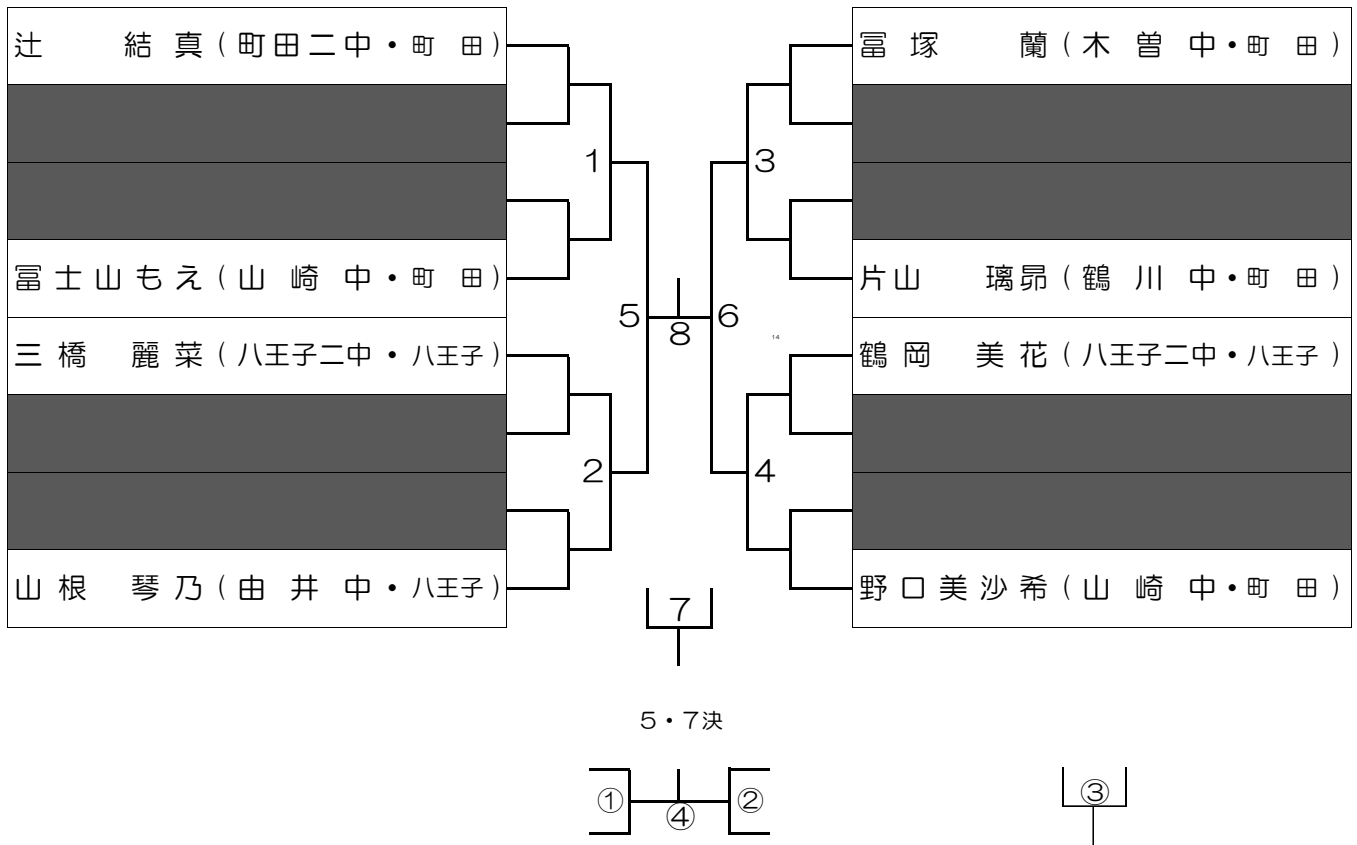 辻 結真（町田二中・町田）
冨士山もえ（山崎中・町田）
三橋 麗菜（八王子二中・八王子）
山根 琴乃（由井中・八王子）
1
2
5
8
6
3
4
14
冨塚 蘭（木曽中・町田）
片山 璃昴（鶴川中・町田）
鶴岡 美花（八王子二中・八王子）
野口美沙希（山崎中・町田）
7
５・７決
①
④
②
③